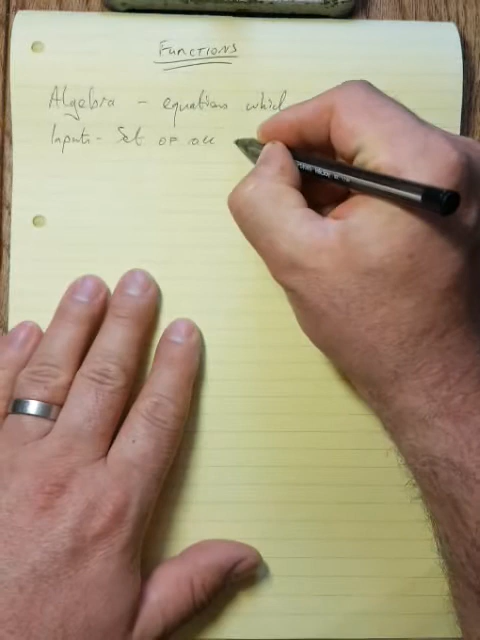 Functions
Algebra - equations which
Inputs - Set of all